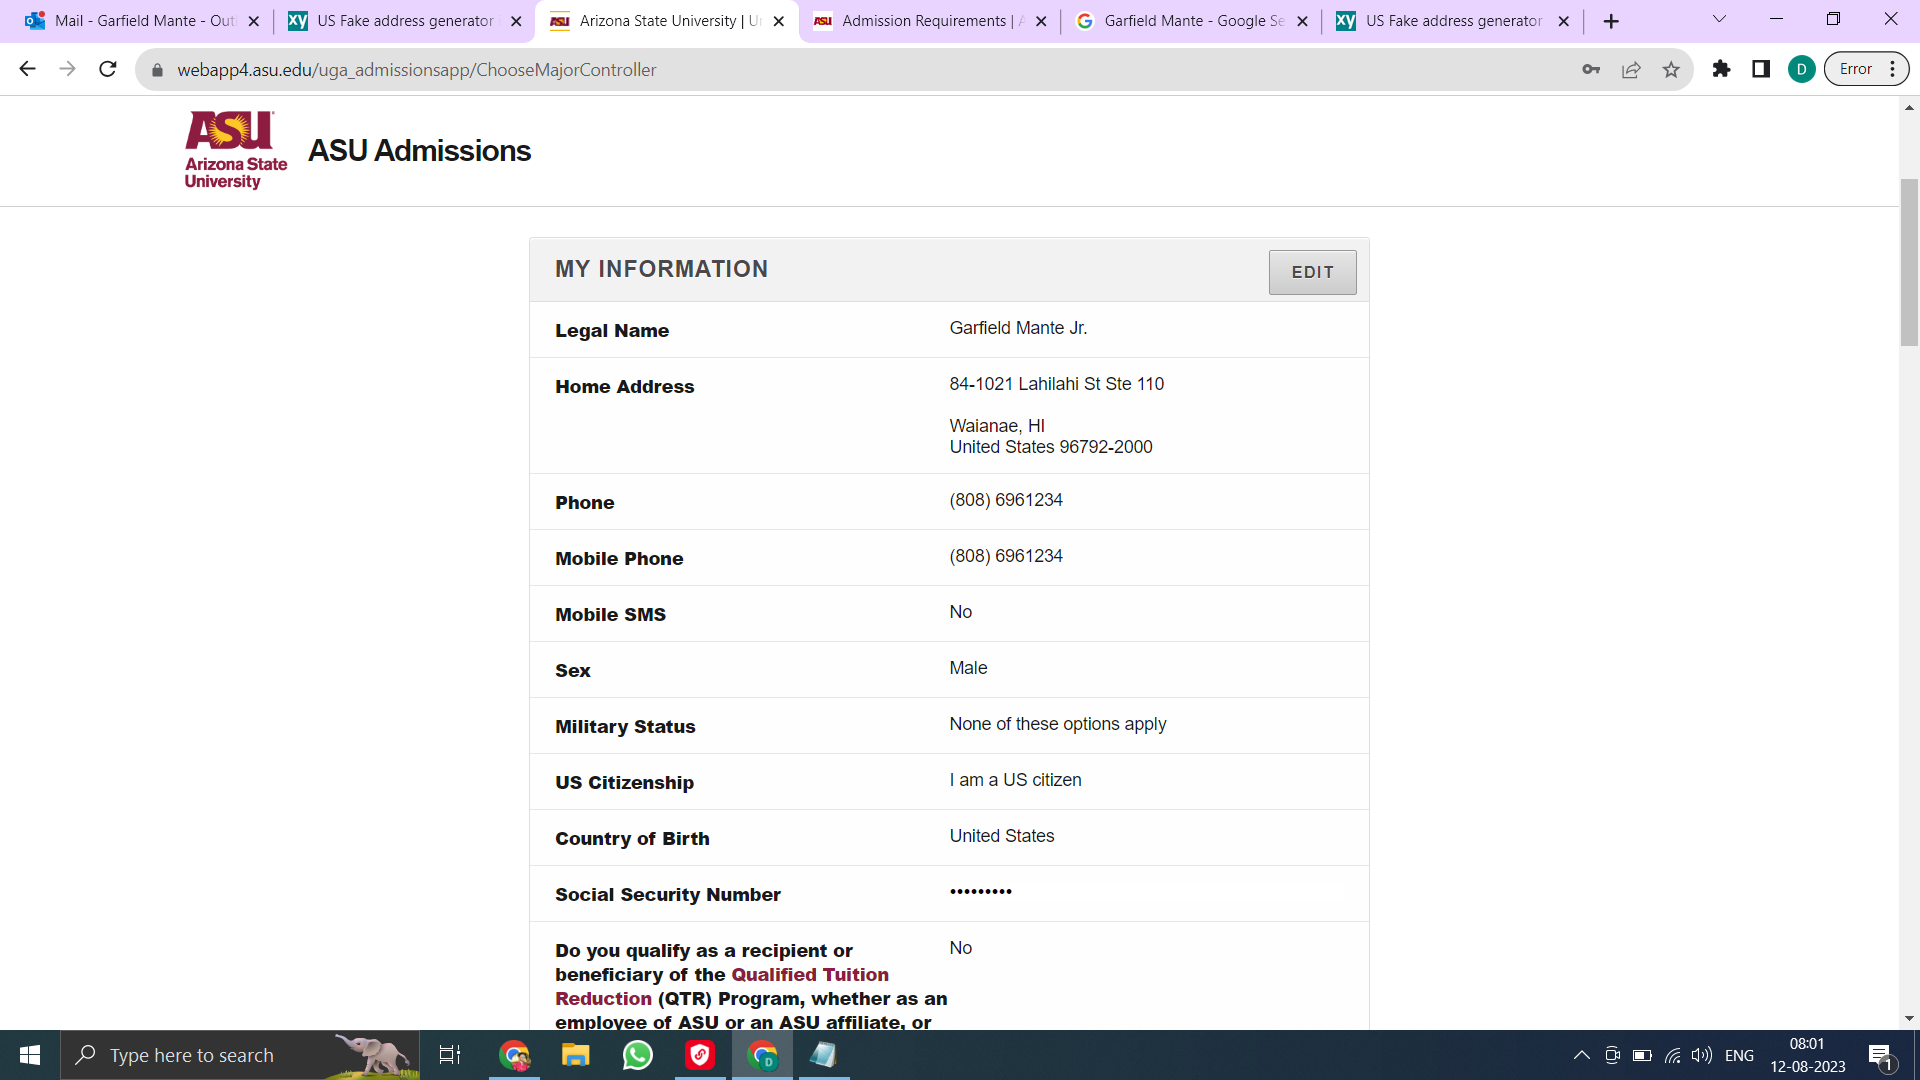 Mail - Garfield Mante - Out
US Fake address generator
Arizona State University | U
Admission Requirements | A
Garfield Mante - Google Se
US Fake address generator
webapp4.asu.edu/uga_admissionsapp/ChooseMajorController
D
Error
ASU
Arizona State
University
ASU Admissions
MY INFORMATION
EDIT
Legal Name
Garfield Mante Jr.
Home Address
84-1021 Lahilahi St Ste 110
Waianae, HI
United States 96792-2000
Phone
(808) 6961234
Mobile Phone
(808) 6961234
Mobile SMS
No
Sex
Male
Military Status
None of these options apply
US Citizenship
I am a US citizen
Country of Birth
United States
Social Security Number
•••••••••
Do you qualify as a recipient or
No
beneficiary of the Qualified Tuition
Reduction (QTR) Program, whether as an
employee of ASU or an ASU affiliate, or
Type here to search
ENG
08:01
12-08-2023
1